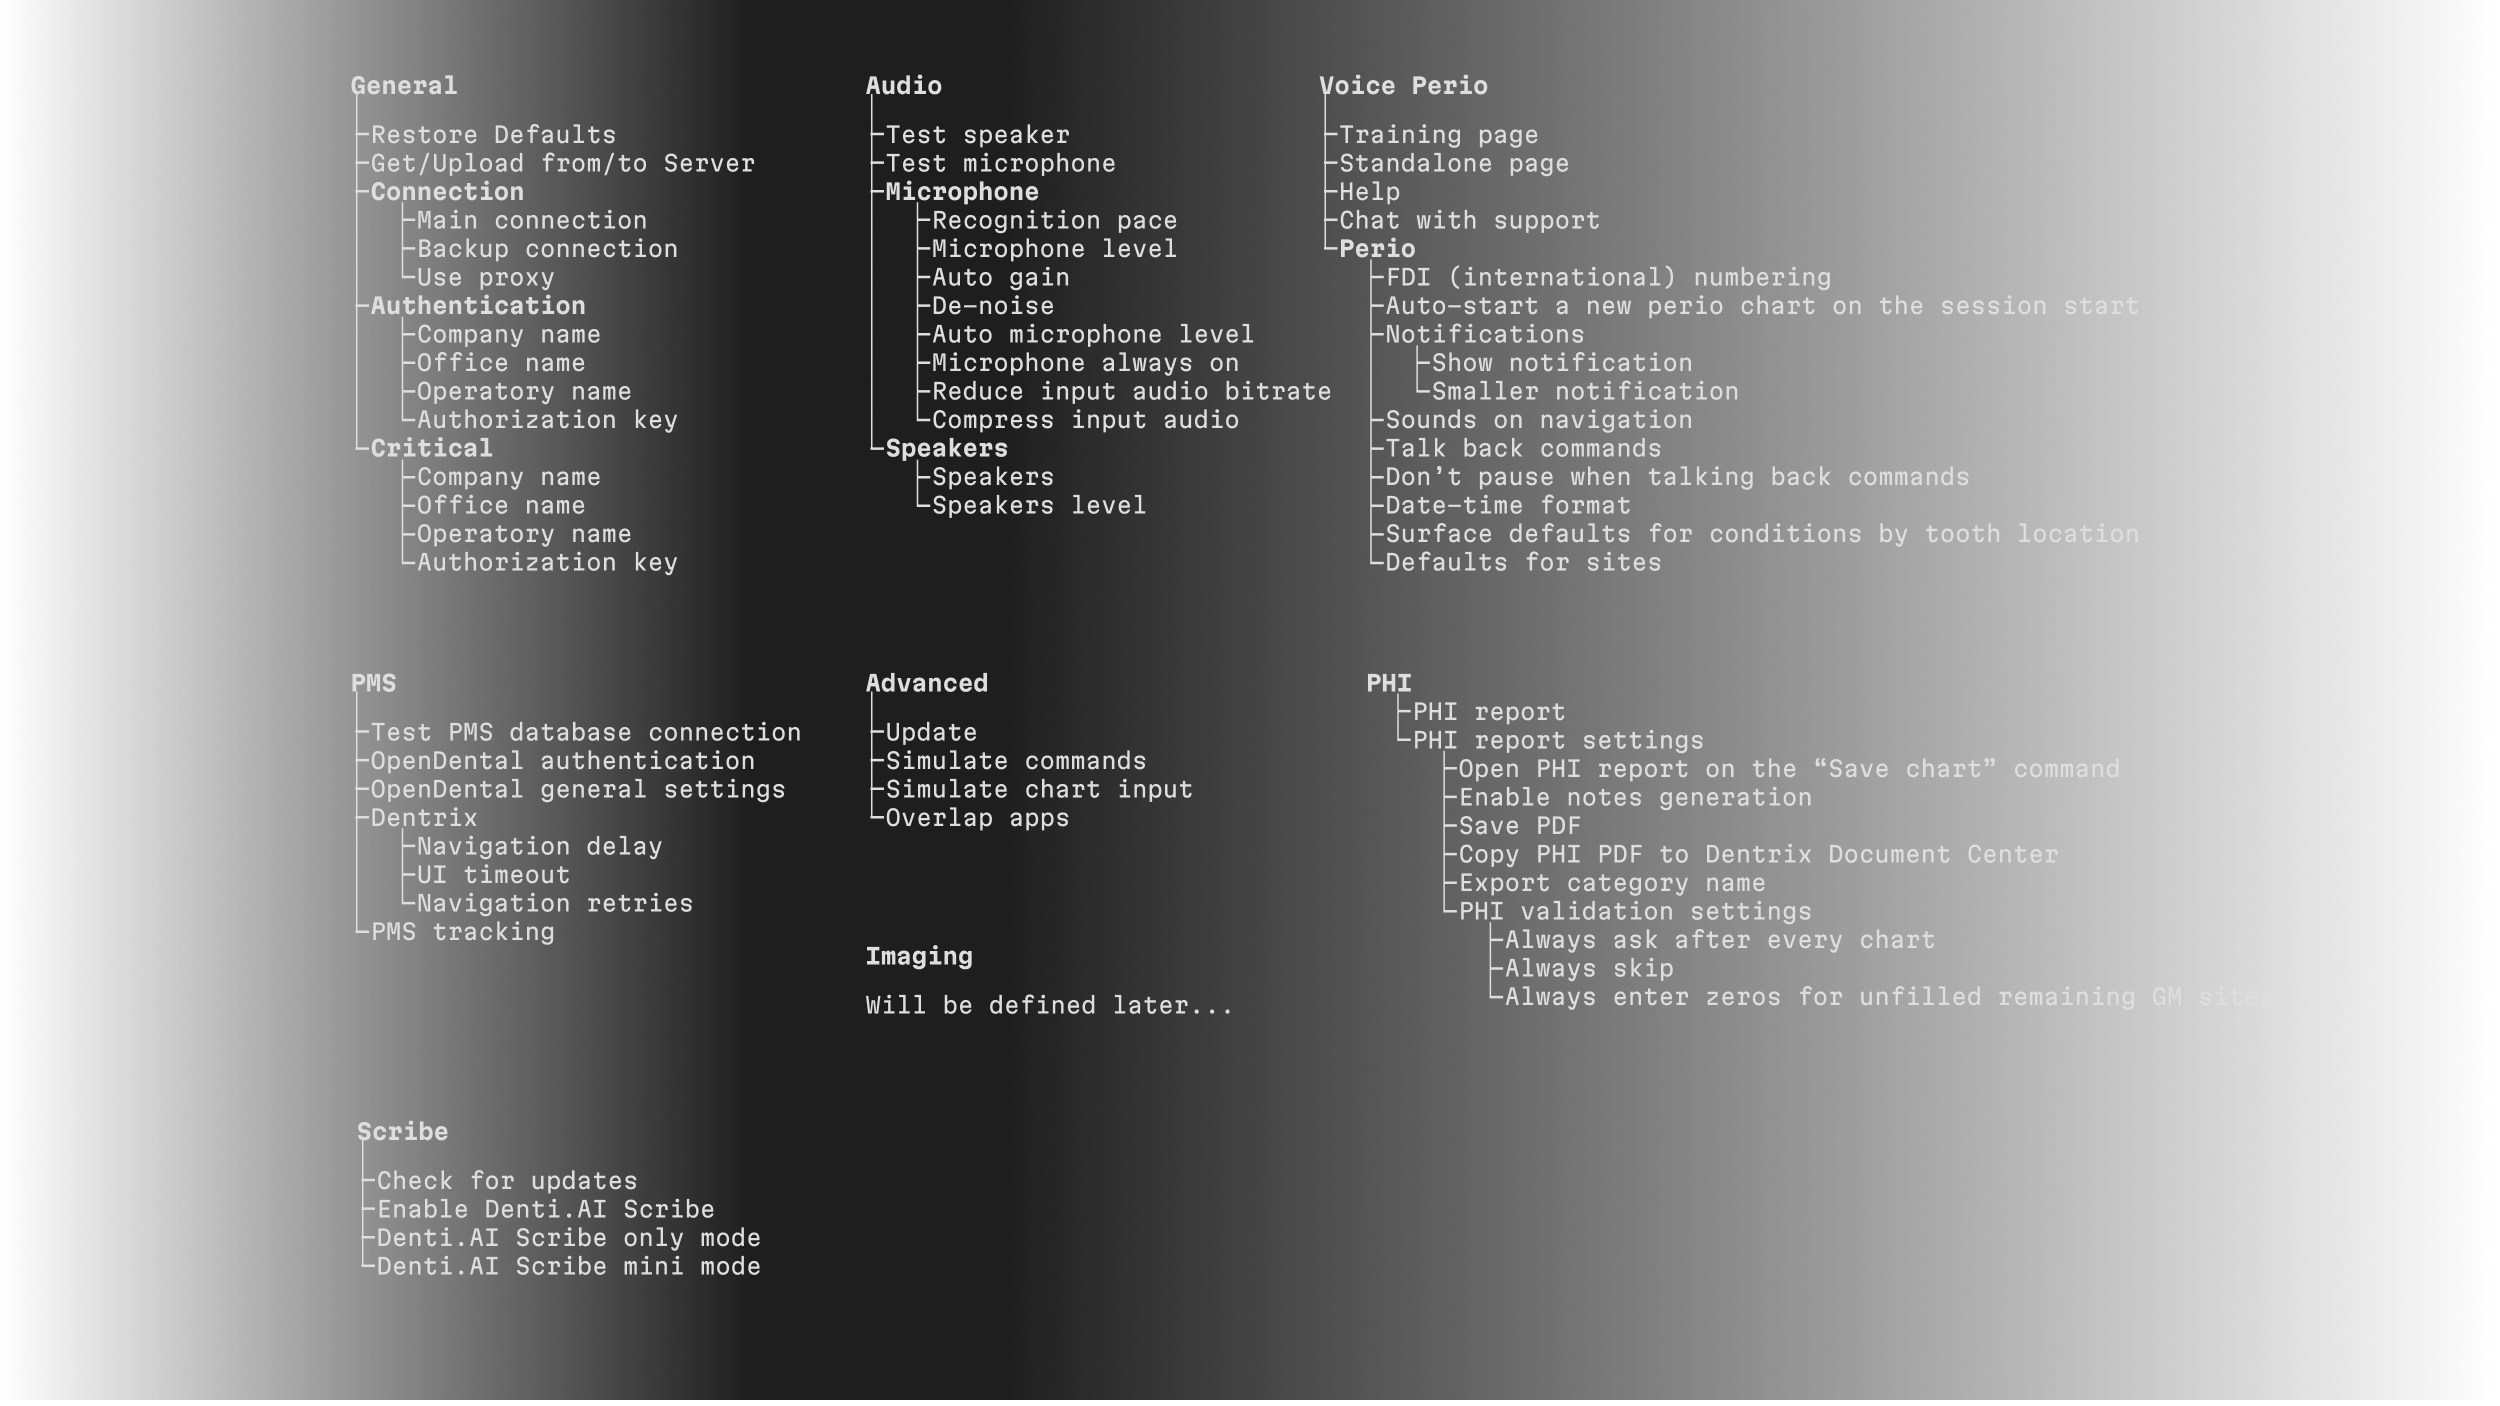 General
Restore Defaults
Get/Upload from/to Server
Connection
Main connection
Backup connection
Use proxy
Authentication
Company name
Office name
Operatory name
Authorization key
Critical
Company name
Office name
Operatory name
Authorization key
Audio
Test speaker
Test microphone
Microphone
Recognition pace
Microphone level
Auto gain
De-noise
Auto microphone level
Microphone always on
Reduce input audio bitrate
Compress input audio
Speakers
Speakers
Speakers level
Voice Perio
Training page
Standalone page
Help
Chat with support
Perio
FDI (international) numbering
Auto-start a new perio chart on the session start
Notifications
Show notification
Smaller notification
Sounds on navigation
Talk back commands
Don’t pause when talking back commands
Date-time format
Surface defaults for conditions by tooth location
Defaults for sites
PMS
Test PMS database connection
OpenDental authentication
OpenDental general settings
Dentrix
Navigation delay
UI timeout
Navigation retries
PMS tracking
Advanced
Update
Simulate commands
Simulate chart input
Overlap apps
Imaging
Will be defined later...
PHI
PHI report
PHI report settings
Open PHI report on the “Save chart” command
Enable notes generation
Save PDF
Copy PHI PDF to Dentrix Document Center
Export category name
PHI validation settings
Always ask after every chart
Always skip
Always enter zeros for unfilled remaining GM sites
Scribe
Check for updates
Enable Denti.AI Scribe
Denti.AI Scribe only mode
Denti.AI Scribe mini mode